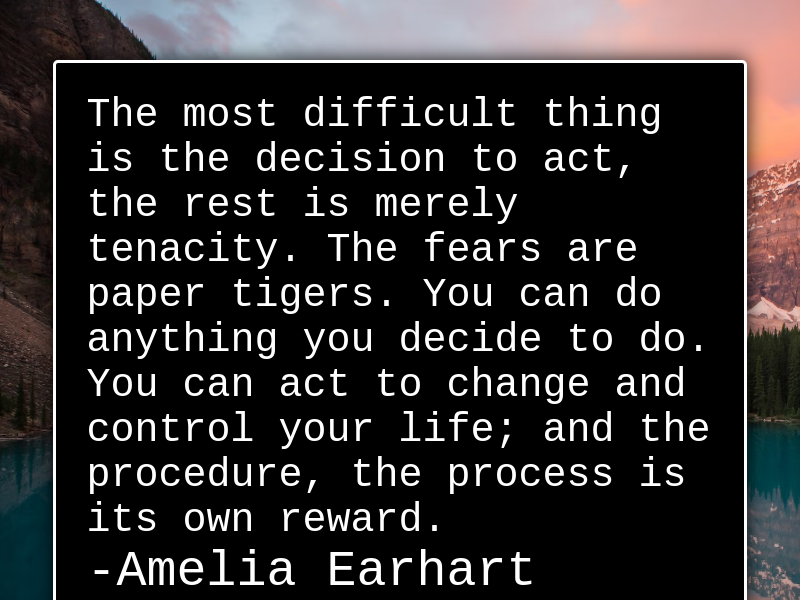 The most difficult thing
is the decision to act,
the rest is merely
tenacity. The fears are
paper tigers. You can do
anything you decide to do.
You can act to change and
control your life; and the
procedure, the process is
its own reward.
-Amelia Earhart